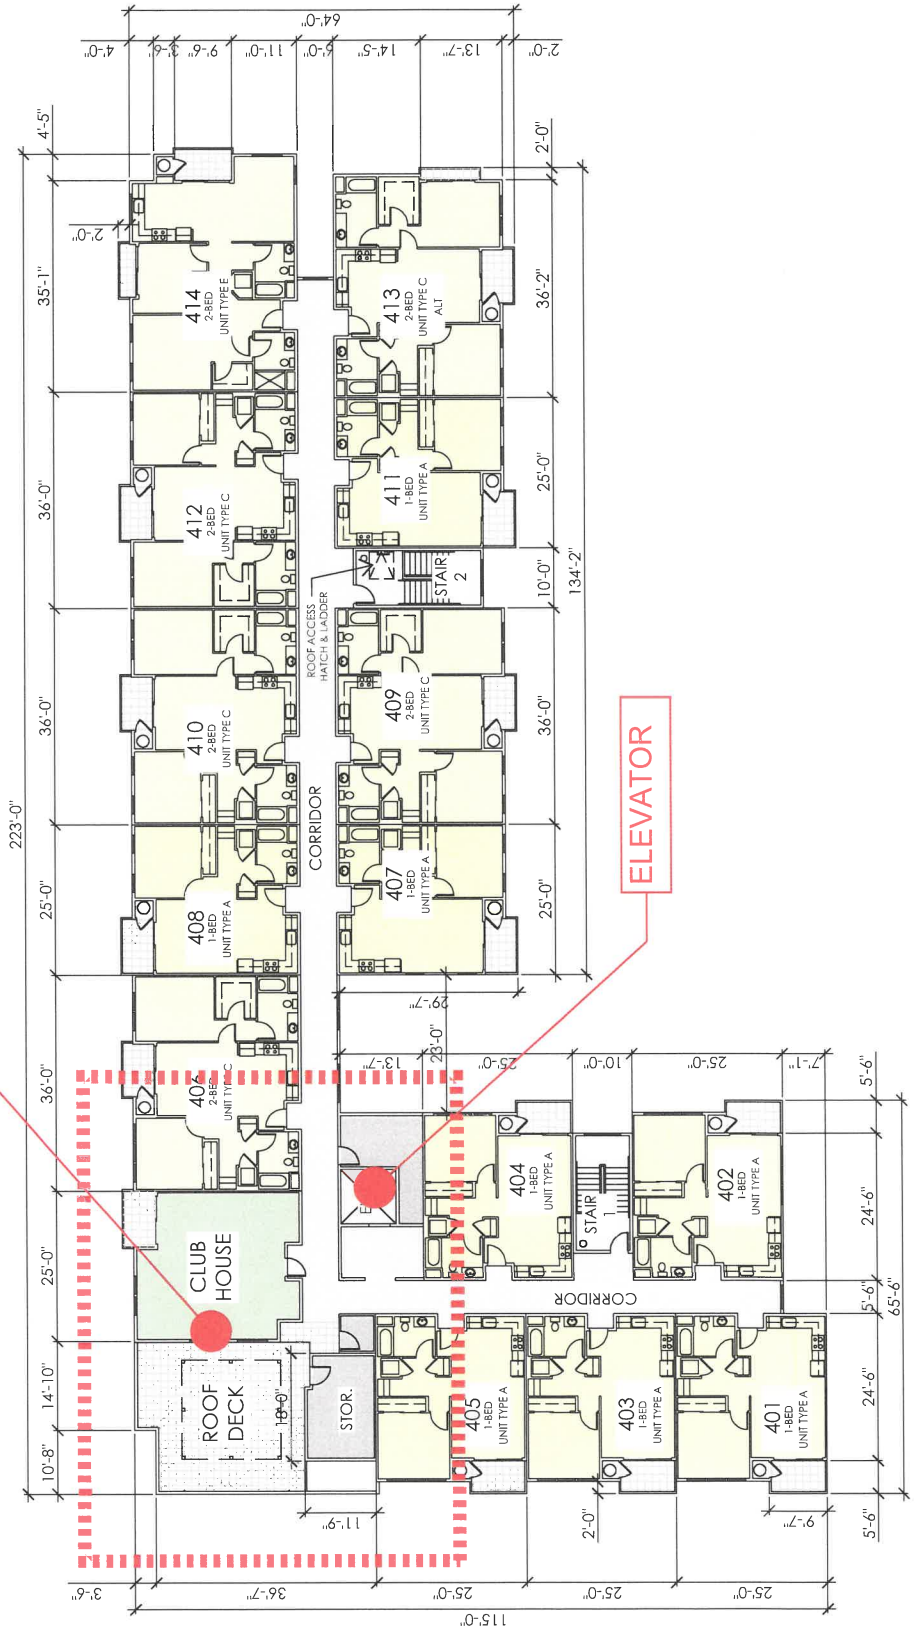 64'-0"
4'-0"
3'-6"
9'-6"
11'-0"
6'-0"
14'-5"
13'-7"
2'-0"
223'-0"
4'-5"
35'-1"
36'-0"
36'-0"
25'-0"
36'-0"
25'-0"
14'-10"
10'-8"
2'-0"
2'-0"
36'-2"
25'-0"
10'-0"
134'-2"
36'-0"
25'-0"
414
2-BED
UNIT TYPE E
413
2-BED
UNIT TYPE C
ALT
412
2-BED
UNIT TYPE C
411
1-BED
UNIT TYPE A
STAIR
2
ROOF ACCESS
HATCH & LADDER
410
2-BED
UNIT TYPE C
409
2-BED
UNIT TYPE C
CORRIDOR
408
1-BED
UNIT TYPE A
407
1-BED
UNIT TYPE A
ELEVATOR
406
2-BED
UNIT TYPE C
29'-7"
23'-0"
13'-7"
25'-0"
10'-0"
25'-0"
7'-1"
5'-6"
24'-6"
5'-6"
65'-6"
24'-6"
5'-6"
CLUB
HOUSE
404
1-BED
UNIT TYPE A
STAIR
1
402
1-BED
UNIT TYPE A
CORRIDOR
ROOF
DECK
18'-0"
STOR.
405
1-BED
UNIT TYPE A
403
1-BED
UNIT TYPE A
401
1-BED
UNIT TYPE A
11'-9"
2'-0"
9'-7"
3'-6"
36'-7"
25'-0"
25'-0"
25'-0"
115'-0"